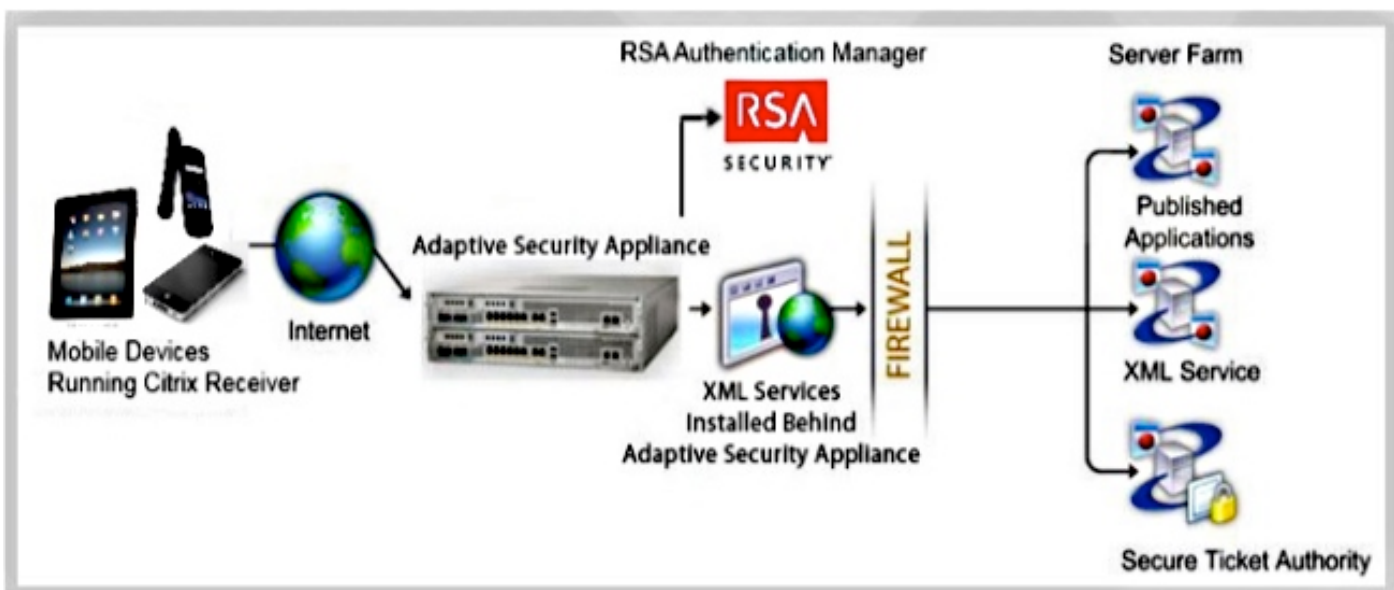 RSA Authentication Manager
Server Farm
RSA
SECURITY
Adaptive Security Appliance
Internet
Mobile Devices
Running Citrix Receiver
XML Services
Installed Behind
Adaptive Security Appliance
FIREWALL
Published
Applications
XML Service
Secure Ticket Authority